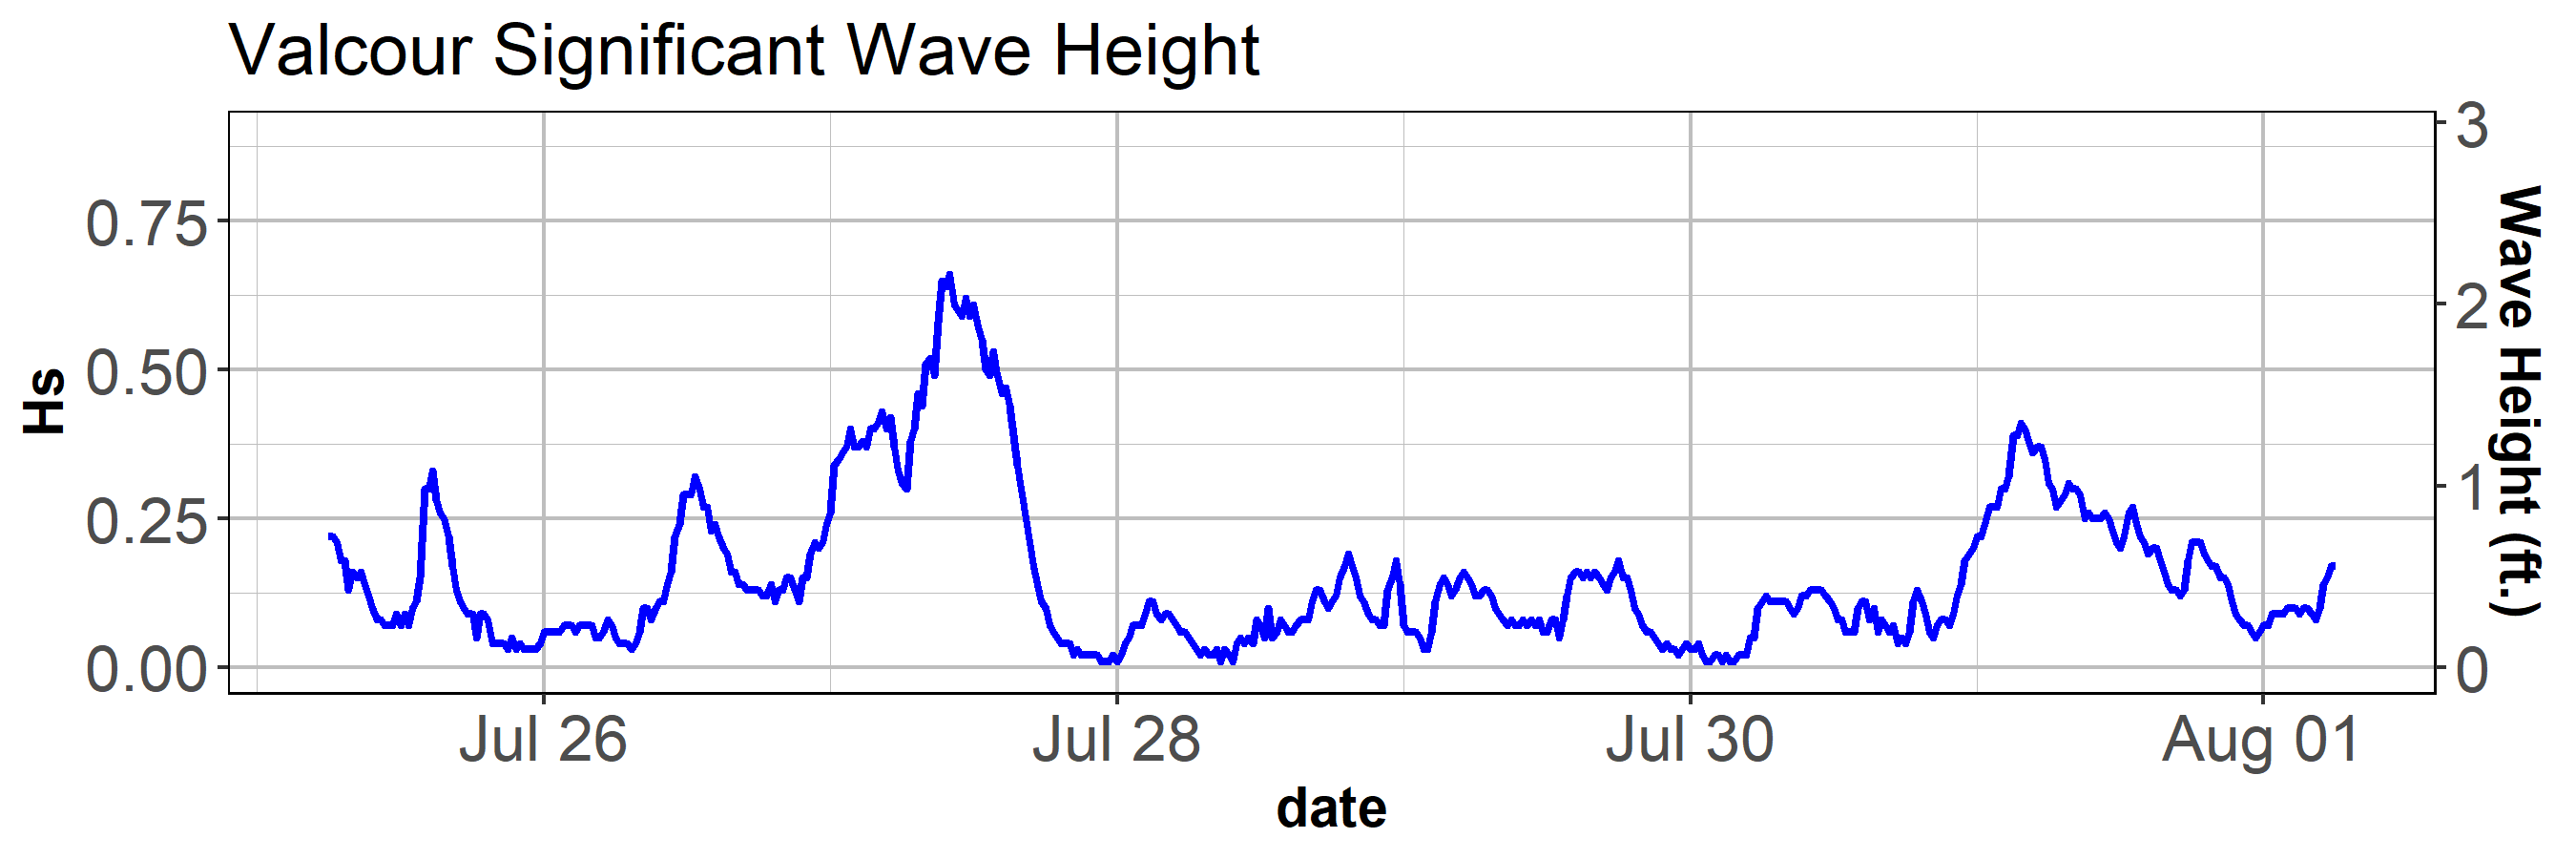 Valcour Significant Wave Height
Hs
0.75
0.50
0.25
0.00
3
2
1
0
Wave Height (ft.)
Jul 26
Jul 28
Jul 30
Aug 01
date